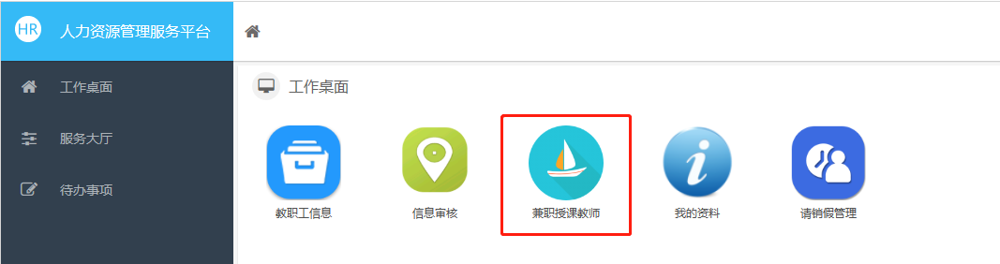 HR 人力资源管理服务平台
工作桌面
服务大厅
待办事项
工作桌面
教职工信息
信息审核
兼职授课教师
我的资料
请销假管理